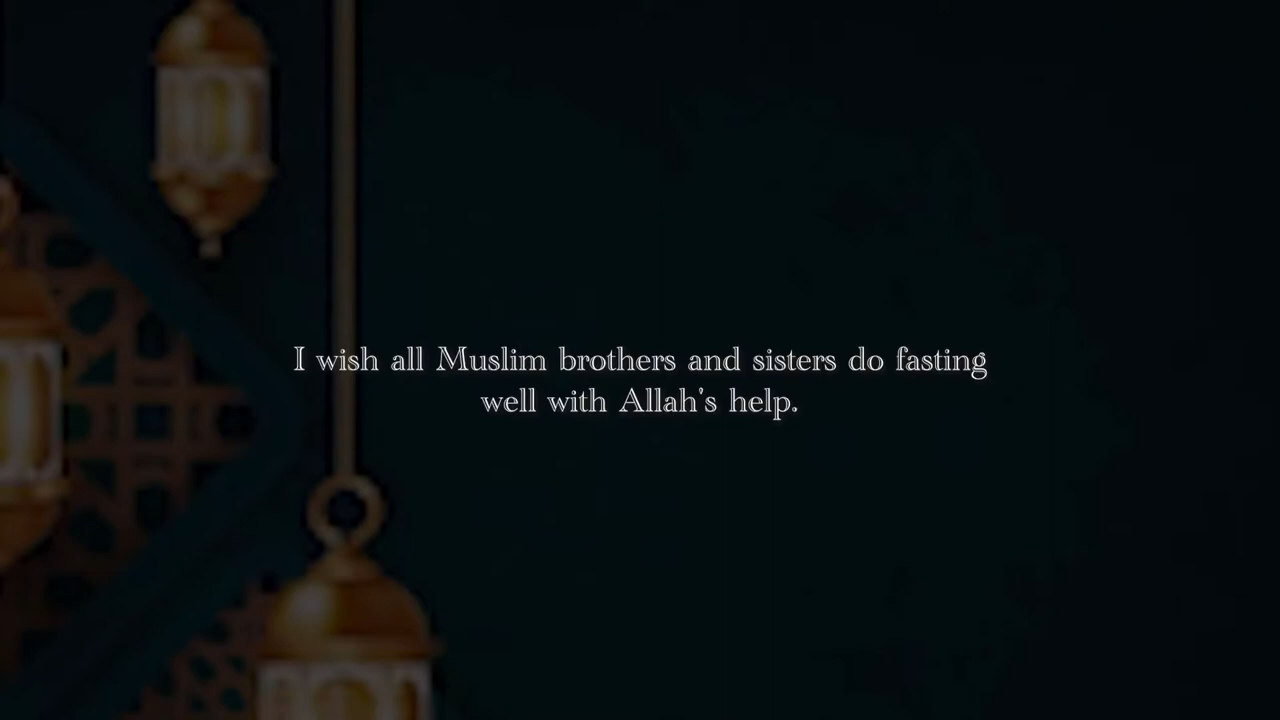 I wish all Muslim brothers and sisters do fasting
well with Allah's help.